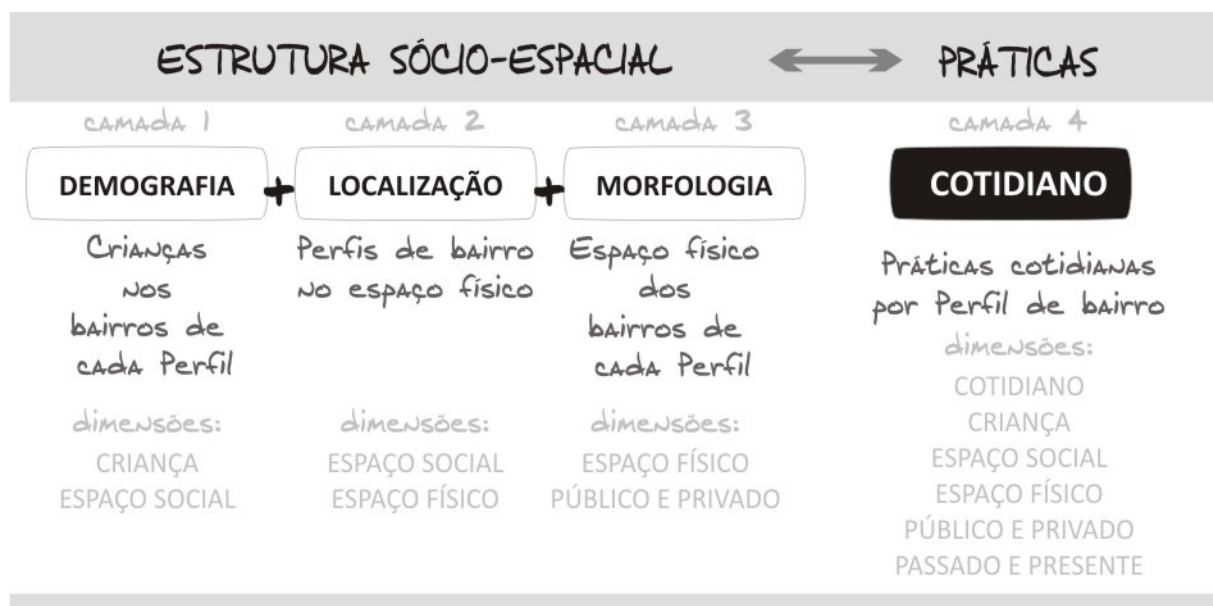 ESTRUTURA SÓCIO-ESPACIAL
PRÁTICAS
camada 1
camada 2
camada 3
camada 4
DEMOGRAFIA + LOCALIZAÇÃO + MORFOLOGIA
COTIDIANO
Crianças
nos
bairros de
cada Perfil
dimensões:
CRIANÇA
ESPAÇO SOCIAL
Perfis de bairro
no espaço físico
dimensões:
ESPAÇO SOCIAL
ESPAÇO FÍSICO
Espaço físico
dos
bairros de
cada Perfil
dimensões:
ESPAÇO FÍSICO
PÚBLICO E PRIVADO
Práticas cotidianas
por Perfil de bairro
dimensões:
COTIDIANO
CRIANÇA
ESPAÇO SOCIAL
ESPAÇO FÍSICO
PÚBLICO E PRIVADO
PASSADO E PRESENTE